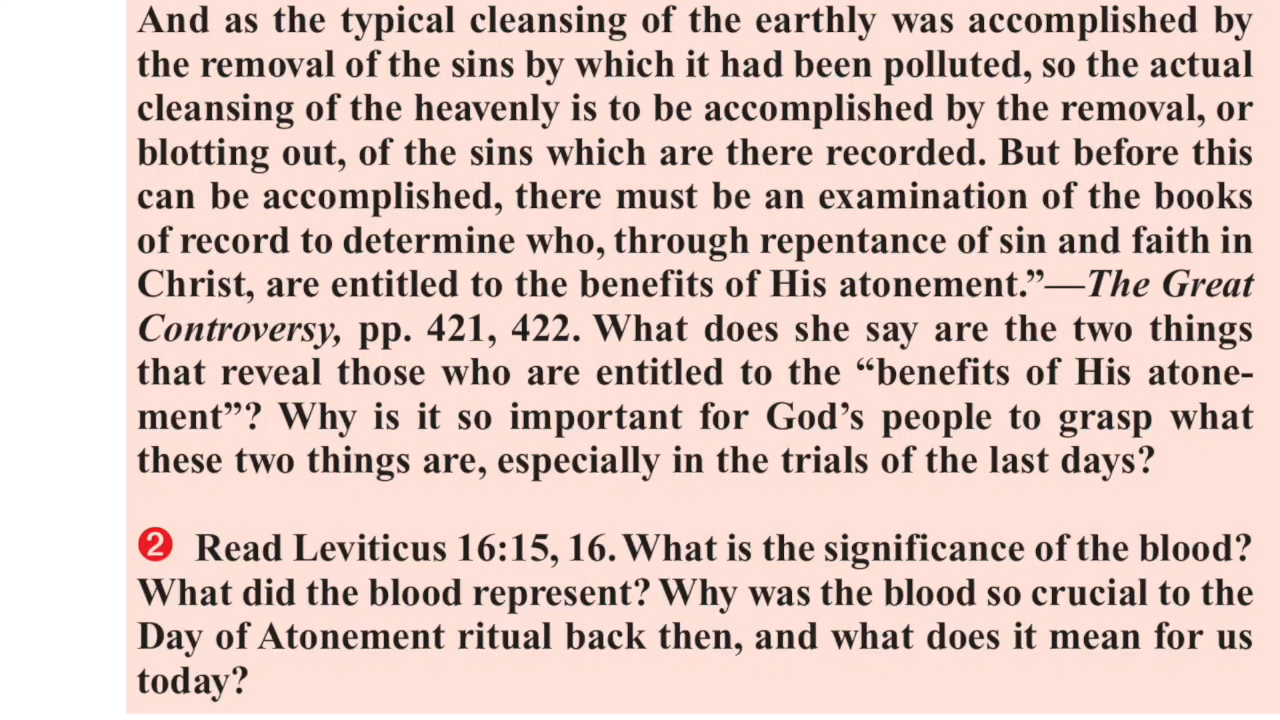 And as the typical cleansing of the earthly was accomplished by
the removal of the sins by which it had been polluted, so the actual
cleansing of the heavenly is to be accomplished by the removal, or
blotting out, of the sins which are there recorded. But before this
can be accomplished, there must be an examination of the books
of record to determine who, through repentance of sin and faith in
Christ, are entitled to the benefits of His atonement.”—The Great
Controversy, pp. 421, 422. What does she say are the two things
that reveal those who are entitled to the “benefits of His atone-
ment”? Why is it so important for God’s people to grasp what
these two things are, especially in the trials of the last days?
2 Read Leviticus 16:15, 16. What is the significance of the blood?
What did the blood represent? Why was the blood so crucial to the
Day of Atonement ritual back then, and what does it mean for us
today?